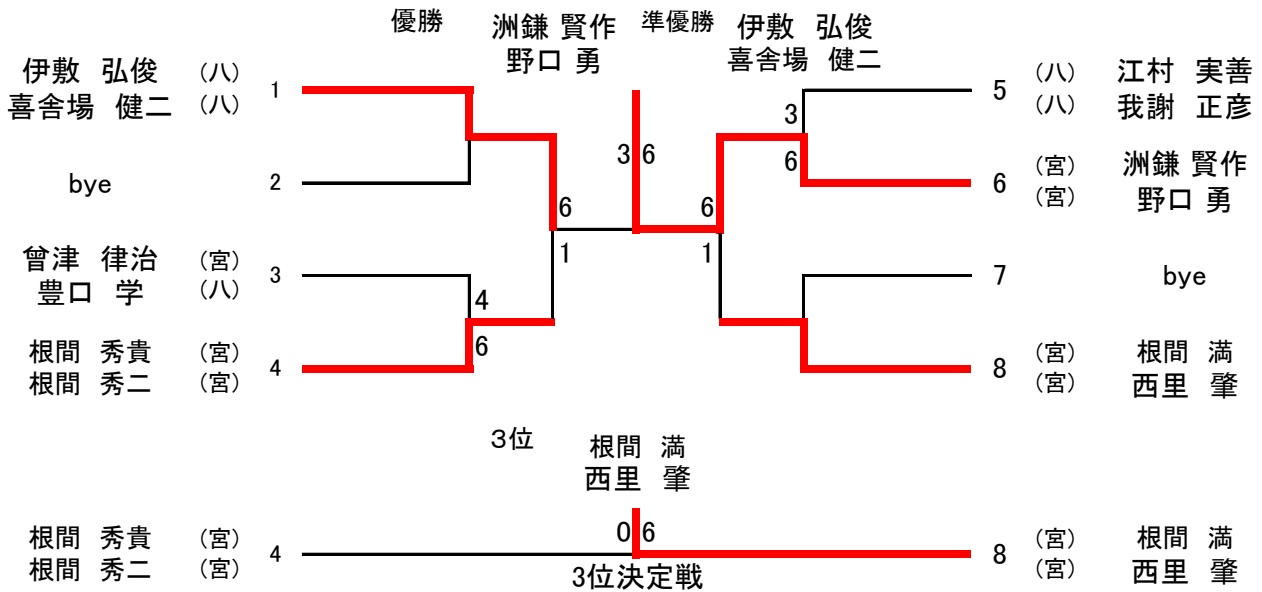 優勝 洲鎌 賢作 準優勝 伊敷 弘俊
野口 勇 喜舎場 健二
伊敷 弘俊 (八) 1
喜舎場 健二 (八)
bye 2
曾津 律治 (宮) 3
豊口 学 (八)
根間 秀貴 (宮) 4
根間 秀二 (宮)
4
6
6
1
3 6
6
1
3
6
5 (八) 江村 実善
(八) 我謝 正彦
6 (宮) 洲鎌 賢作
(宮) 野口 勇
7 bye
8 (宮) 根間 満
(宮) 西里 肇
3位 根間 満
西里 肇
根間 秀貴 (宮) 4
根間 秀二 (宮)
0 6
3位決定戦
8 (宮) 根間 満
(宮) 西里 肇